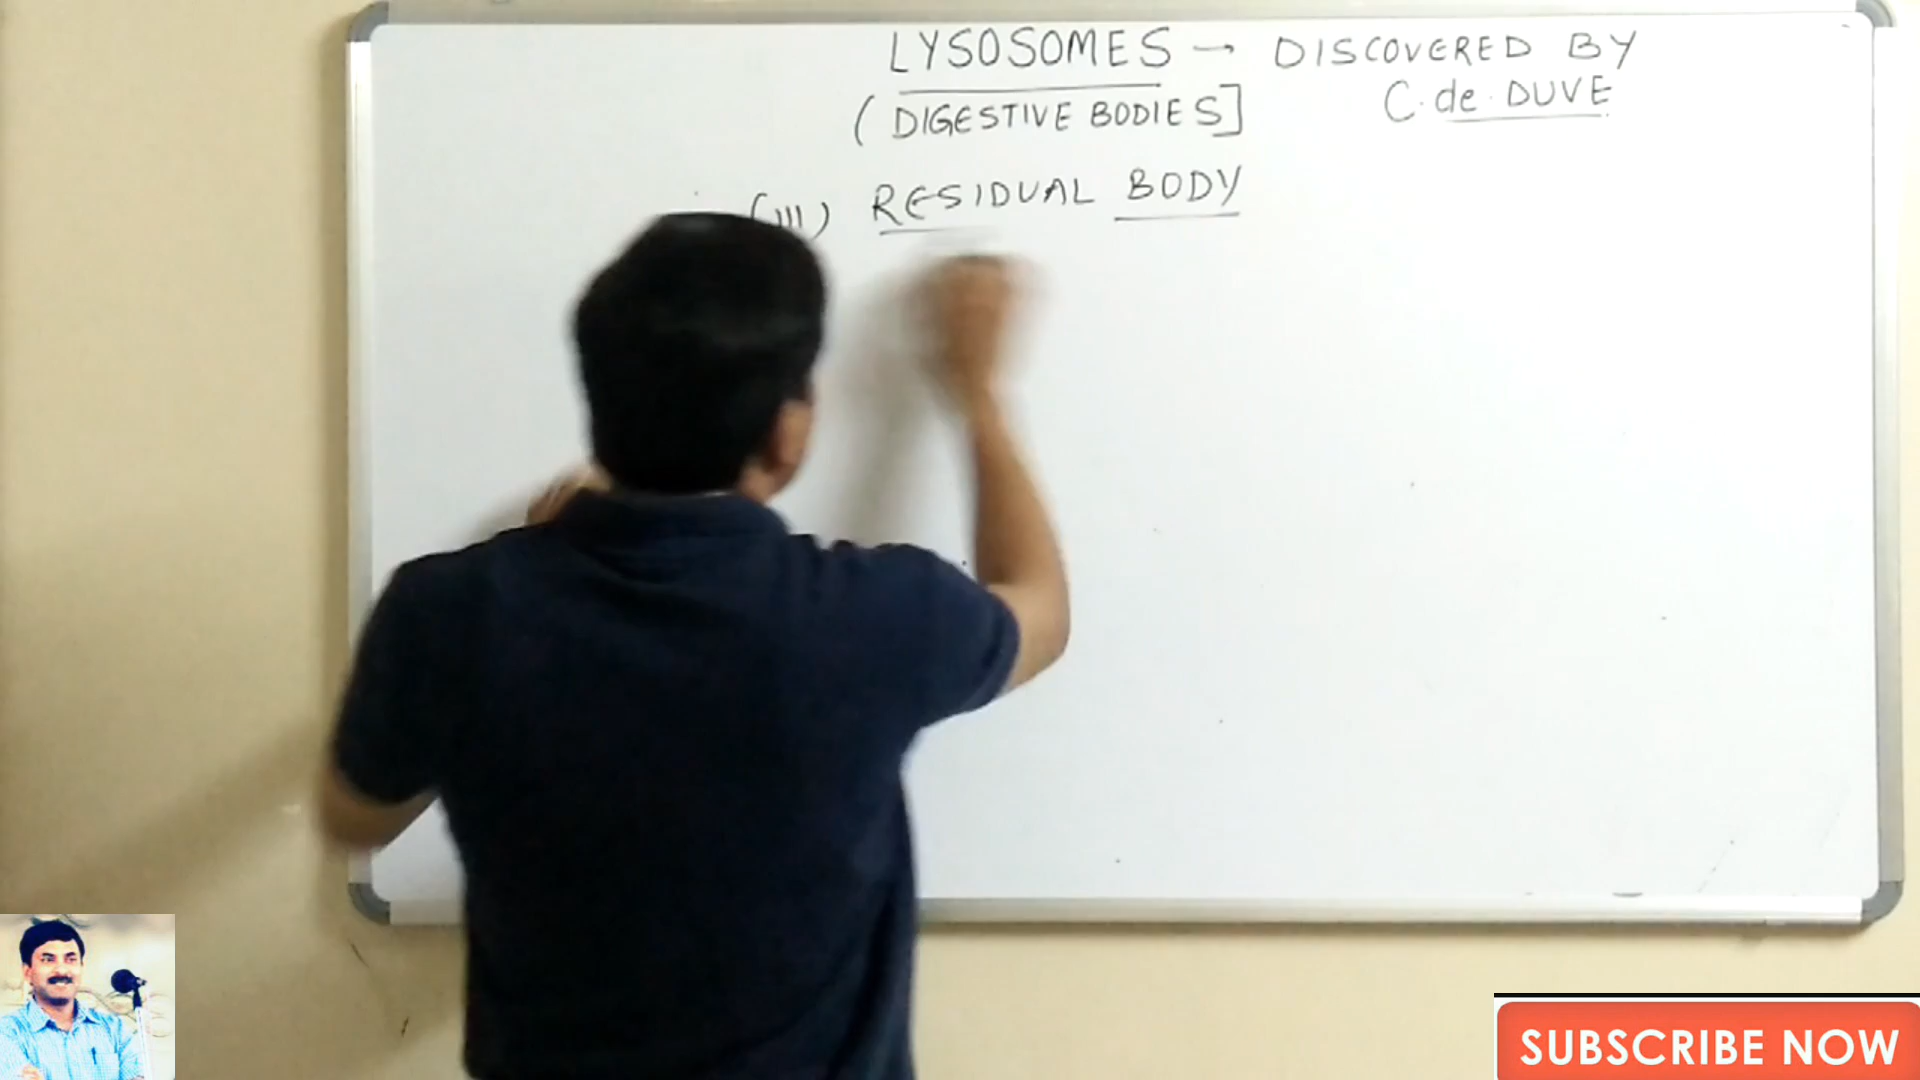 LYSOSOMES → DISCOVERED BY
C. de. DUVE
( DIGESTIVE BODIES]
(III) RESIDUAL BODY
SUBSCRIBE NOW